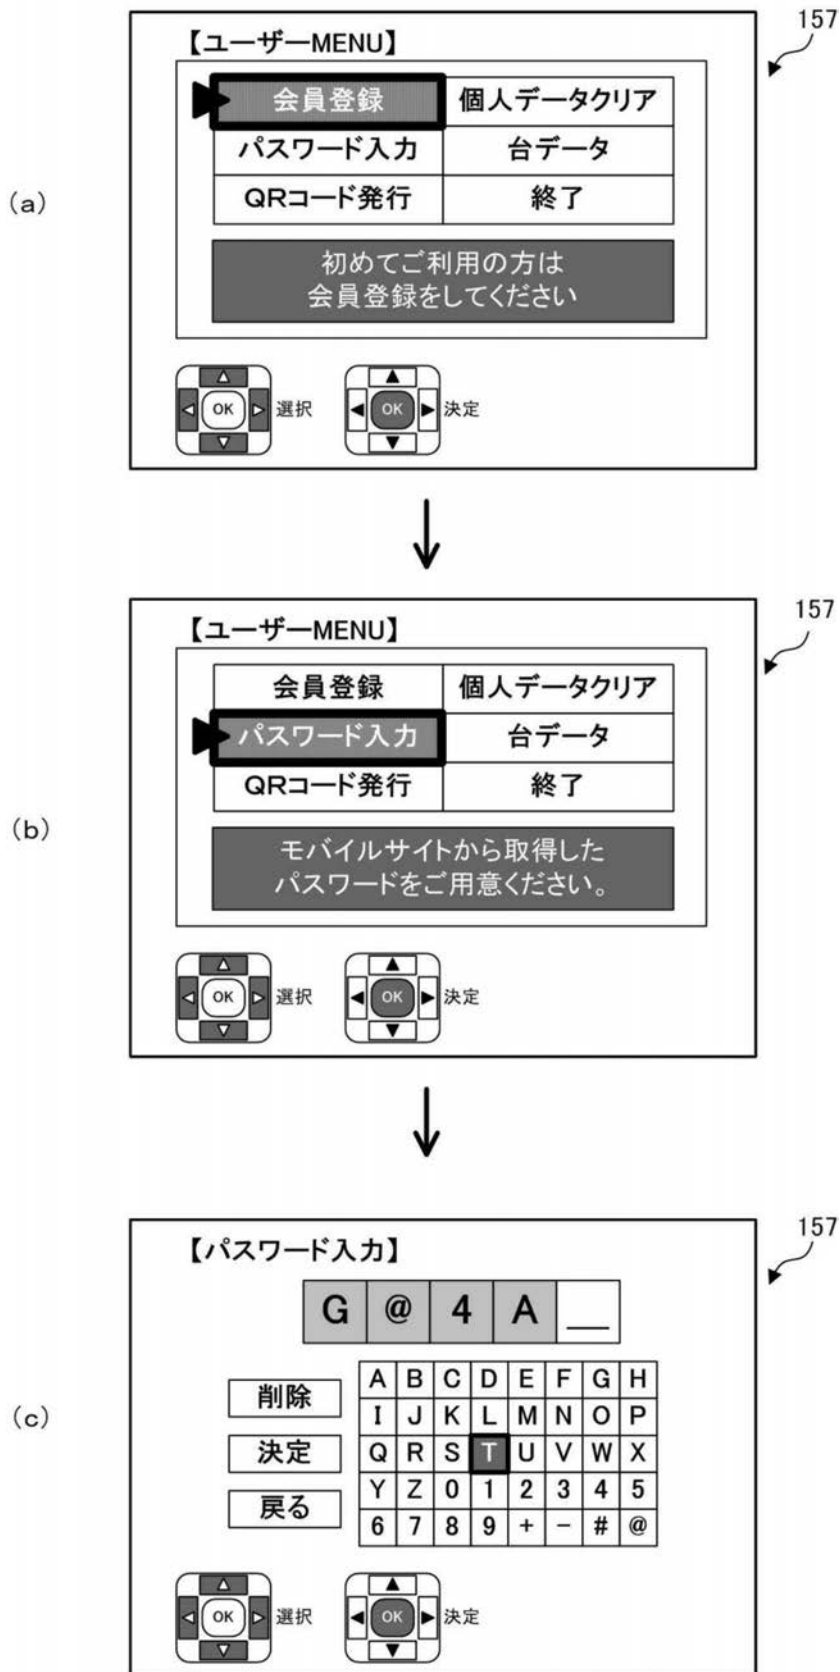 157
【ユーザーMENU】
会員登録 個人データクリア
パスワード入力 台データ
(a)
QRコード発行 終了
初めてご利用の方は
会員登録をしてください
OK 選択 OK 決定
157
【ユーザーMENU】
会員登録 個人データクリア
パスワード入力 台データ
QRコード発行 終了
(b)
モバイルサイトから取得した
パスワードをご用意ください。
OK 選択 OK 決定
157
【パスワード入力】
G @ 4 A __
(c)
削除
決定
戻る
A B C D E F G H
I J K L M N O P
Q R S T U V W X
Y Z 0 1 2 3 4 5
6 7 8 9 + − # @
OK 選択 OK 決定